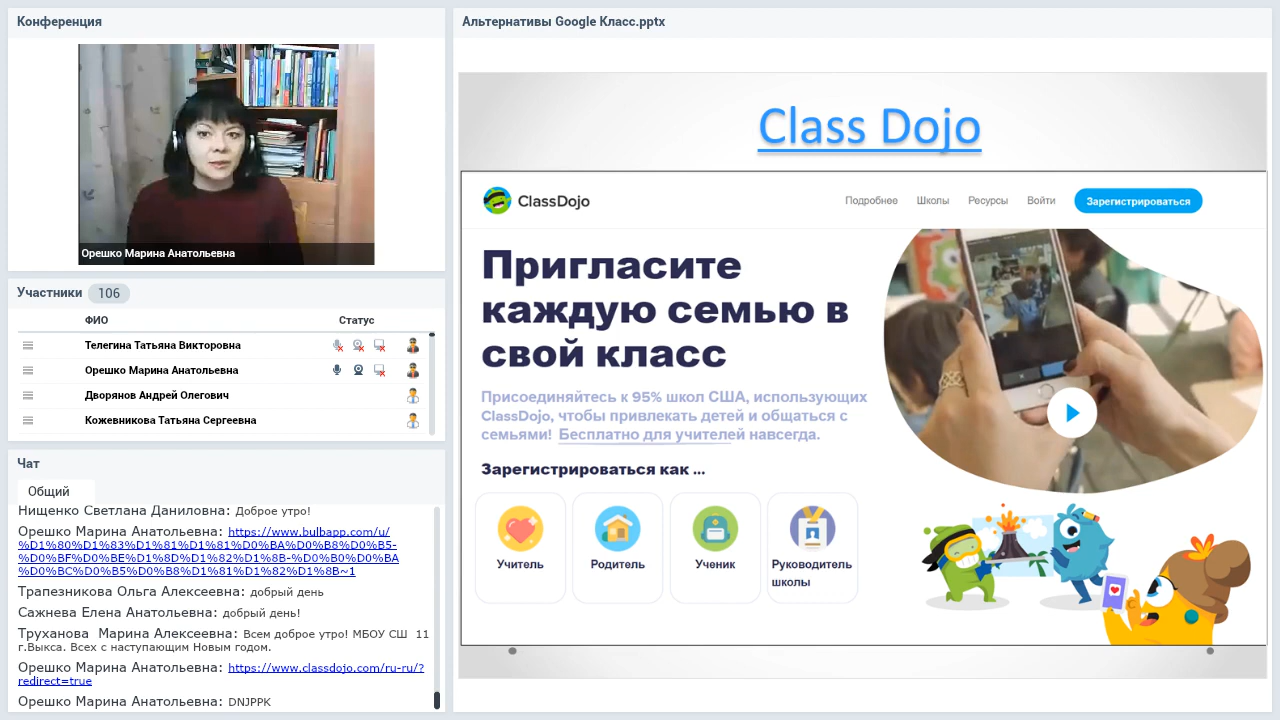 Конференция
Орешко Марина Анатольевна
Участники 106
ФИО Статус
Телегина Татьяна Викторовна
Орешко Марина Анатольевна
Дворянов Андрей Олегович
Кожевникова Татьяна Сергеевна
Чат
Общий
Нищенко Светлана Даниловна: Доброе утро!
Орешко Марина Анатольевна: https://www.bulbapp.com/u/
%D1%80%D1%83%D1%81%D1%81%D0%BA%D0%B8%D0%B5-
%D0%BF%D0%BE%D1%8D%D1%82%D1%8B-%D0%B0%D0%BA
%D0%BC%D0%B5%D0%B8%D1%81%D1%82%D1%8B~1
Трапезникова Ольга Алексеевна: добрый день
Сажнева Елена Анатольевна: добрый день!
Труханова Марина Алексеевна: Всем доброе утро! МБОУ СШ 11
г.Выкса. Всех с наступающим Новым годом.
Орешко Марина Анатольевна: https://www.classdojo.com/ru-ru/?
redirect=true
Орешко Марина Анатольевна: DNJPPK
Альтернативы Google Класс.pptx
Class Dojo
ClassDojo
Подробнее Школы Ресурсы Войти Зарегистрироваться
Пригласите
каждую семью в
свой класс
Присоединяйтесь к 95% школ США, использующих
ClassDojo, чтобы привлекать детей и общаться с
семьями! Бесплатно для учителей навсегда.
Зарегистрироваться как ...
Учитель Родитель Ученик Руководитель
школы